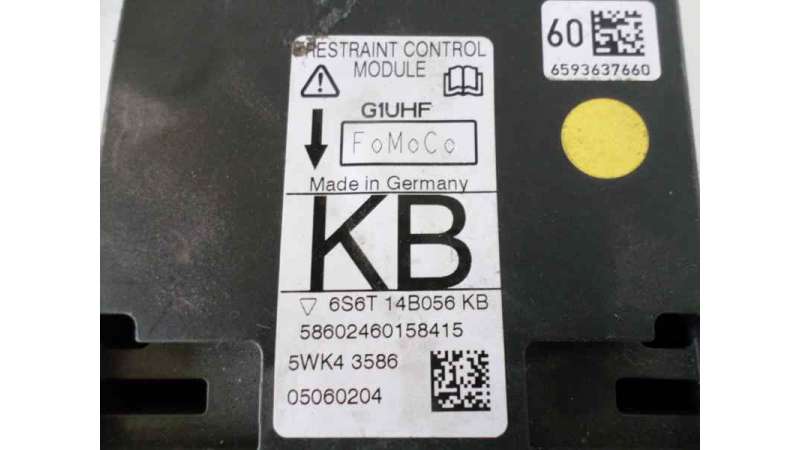 RESTRAINT CONTROL
MODULE
G1UHF
FoMoCo
Made in Germany
KB
6S6T 14B056 KB
58602460158415
5WK4 3586
05060204
60
6593637660